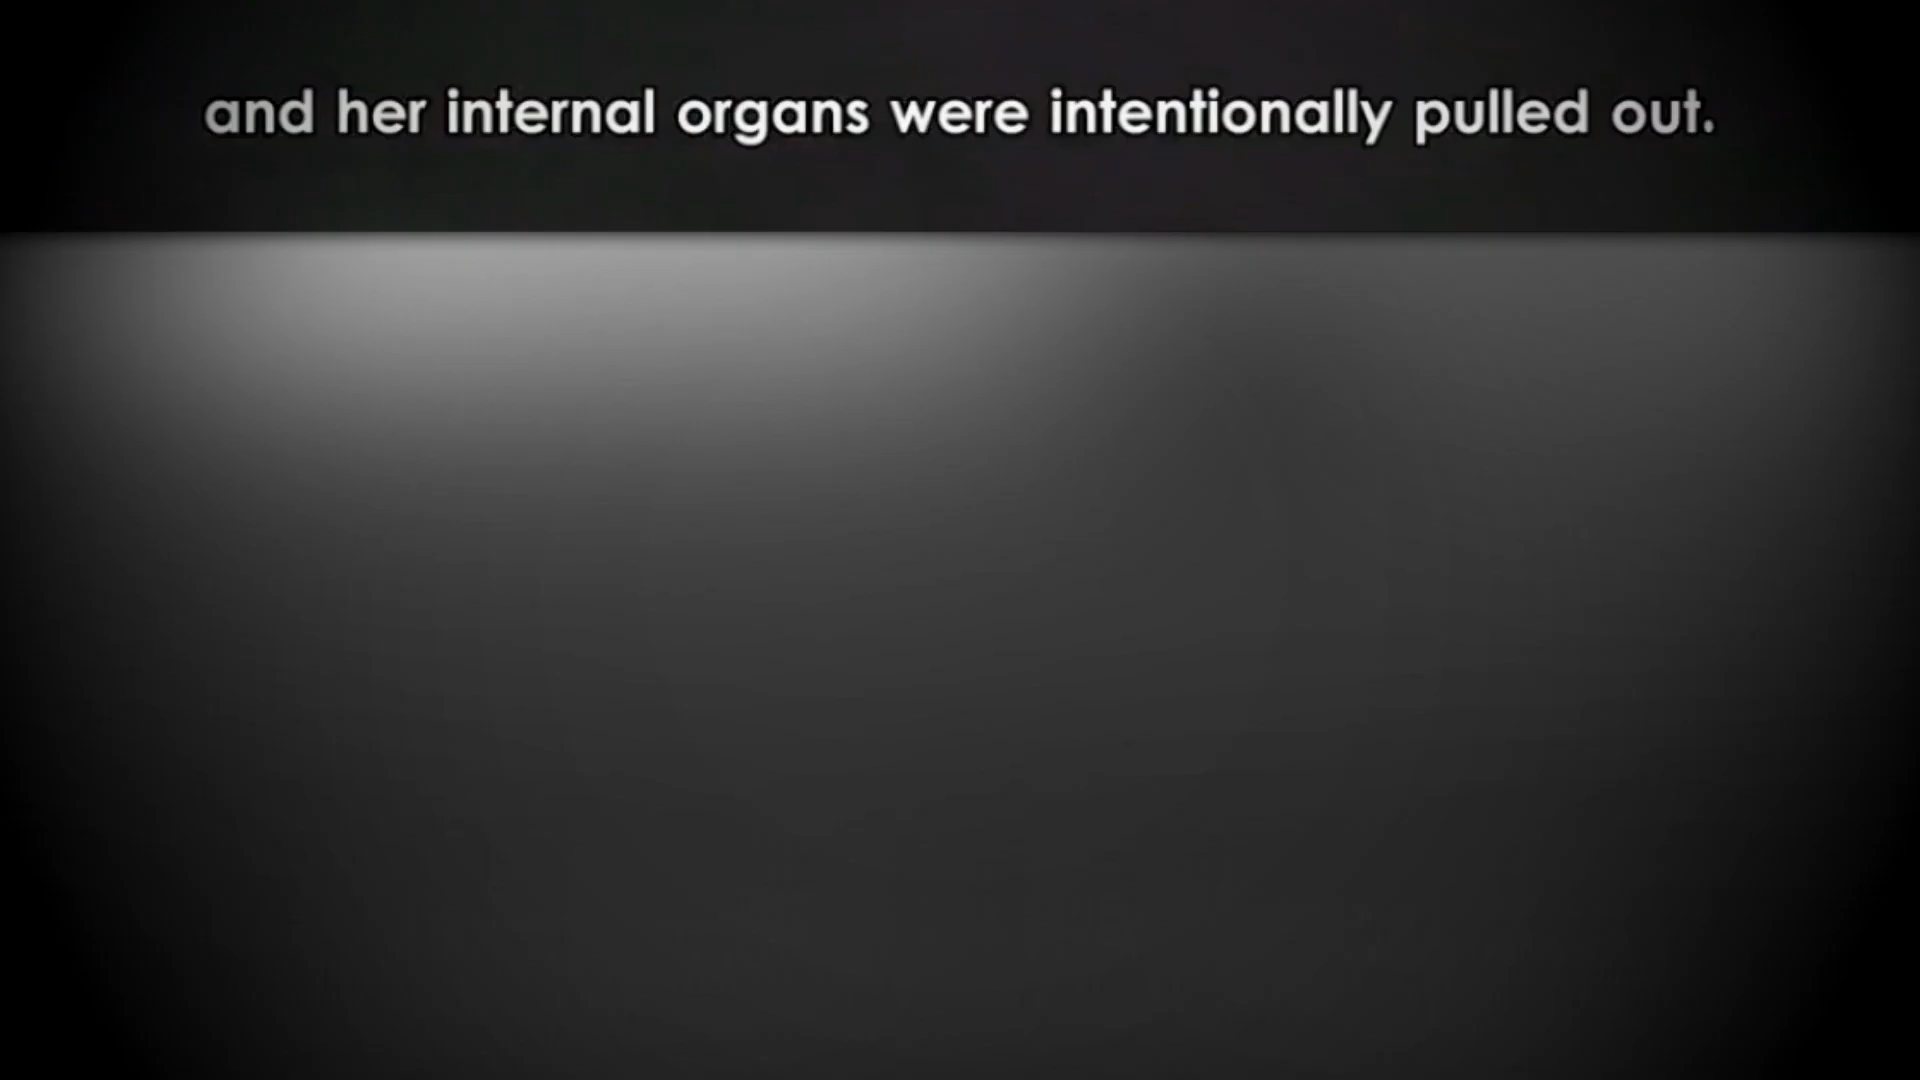 and her internal organs were intentionally pulled out.